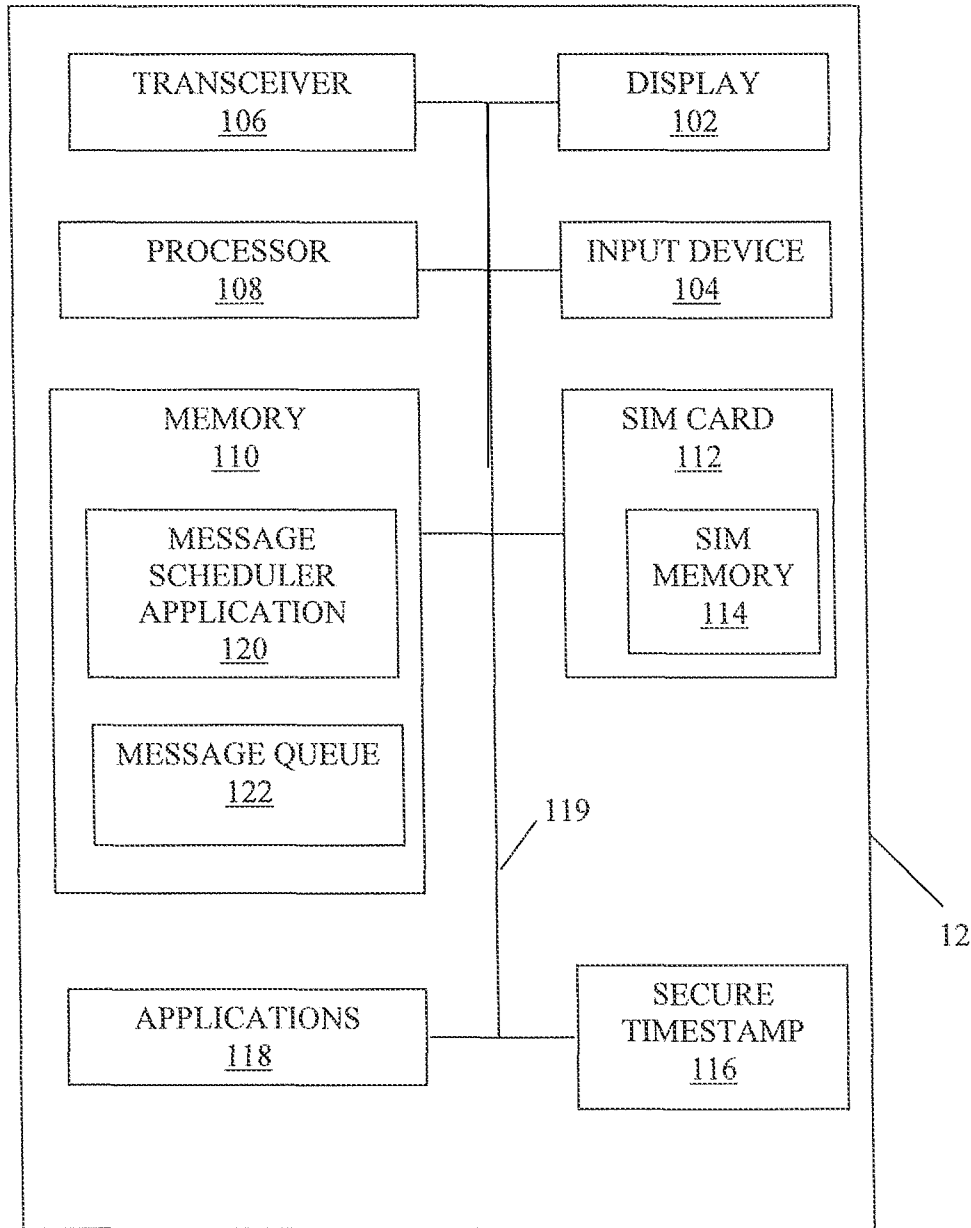 TRANSCEIVER
106
DISPLAY
102
PROCESSOR
108
INPUT DEVICE
104
MEMORY
110
MESSAGE
SCHEDULER
APPLICATION
120
MESSAGE QUEUE
122
SIM CARD
112
SIM
MEMORY
114
119
12
APPLICATIONS
118
SECURE
TIMESTAMP
116